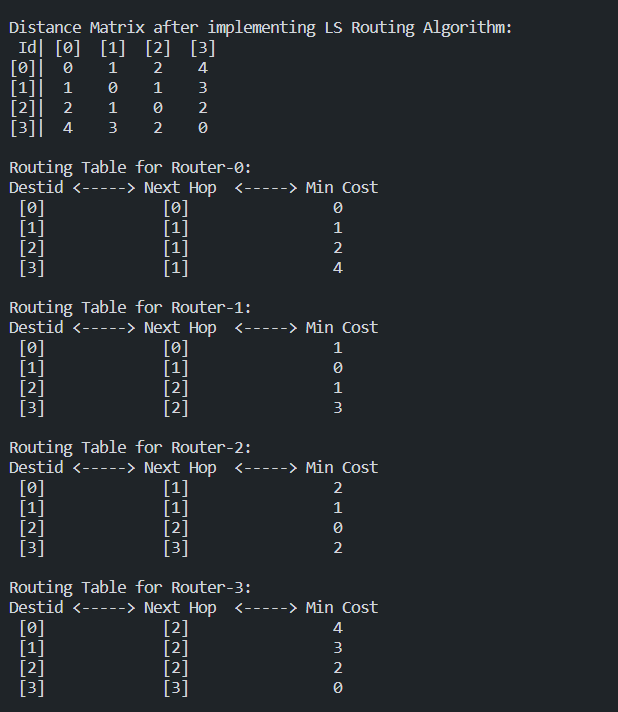 Distance Matrix after implementing LS Routing Algorithm:
 Id| [0]  [1]  [2]  [3]
[0]|  0    1    2    4
[1]|  1    0    1    3
[2]|  2    1    0    2
[3]|  4    3    2    0
Routing Table for Router-0:
Destid <-----> Next Hop  <-----> Min Cost
 [0]             [0]                0
 [1]             [1]                1
 [2]             [1]                2
 [3]             [1]                4
Routing Table for Router-1:
Destid <-----> Next Hop  <-----> Min Cost
 [0]             [0]                1
 [1]             [1]                0
 [2]             [2]                1
 [3]             [2]                3
Routing Table for Router-2:
Destid <-----> Next Hop  <-----> Min Cost
 [0]             [1]                2
 [1]             [1]                1
 [2]             [2]                0
 [3]             [3]                2
Routing Table for Router-3:
Destid <-----> Next Hop  <-----> Min Cost
 [0]             [2]                4
 [1]             [2]                3
 [2]             [2]                2
 [3]             [3]                0